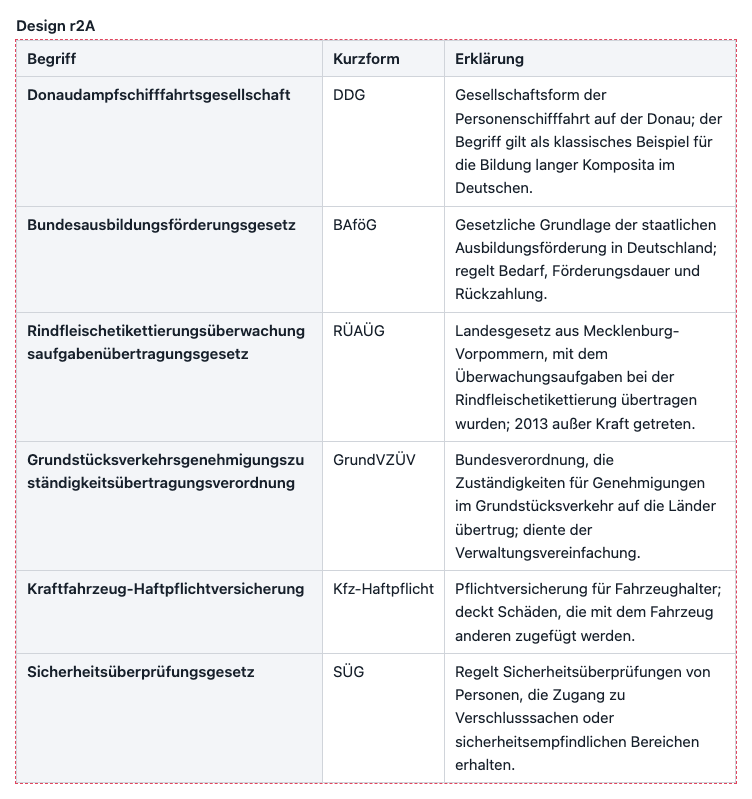 Design r2A
Begriff Kurzform Erklärung
Donaudampfschifffahrtsgesellschaft DDG Gesellschaftsform der
Personenschifffahrt auf der Donau; der
Begriff gilt als klassisches Beispiel für
die Bildung langer Komposita im
Deutschen.
Bundesausbildungsförderungsgesetz BAföG Gesetzliche Grundlage der staatlichen
Ausbildungsförderung in Deutschland;
regelt Bedarf, Förderungsdauer und
Rückzahlung.
Rindfleischetikettierungsüberwachung RÜAÜG Landesgesetz aus Mecklenburg-
saufgabenübertragungsgesetz Vorpommern, mit dem
Überwachungsaufgaben bei der
Rindfleischetikettierung übertragen
wurden; 2013 außer Kraft getreten.
Grundstücksverkehrsgenehmigungszu GrundVZÜV Bundesverordnung, die
ständigkeitsübertragungsverordnung Zuständigkeiten für Genehmigungen
im Grundstücksverkehr auf die Länder
übertrug; diente der
Verwaltungsvereinfachung.
Kraftfahrzeug-Haftpflichtversicherung Kfz-Haftpflicht Pflichtversicherung für Fahrzeughalter;
deckt Schäden, die mit dem Fahrzeug
anderen zugefügt werden.
Sicherheitsüberprüfungsgesetz SÜG Regelt Sicherheitsüberprüfungen von
Personen, die Zugang zu
Verschlusssachen oder
sicherheitsempfindlichen Bereichen
erhalten.